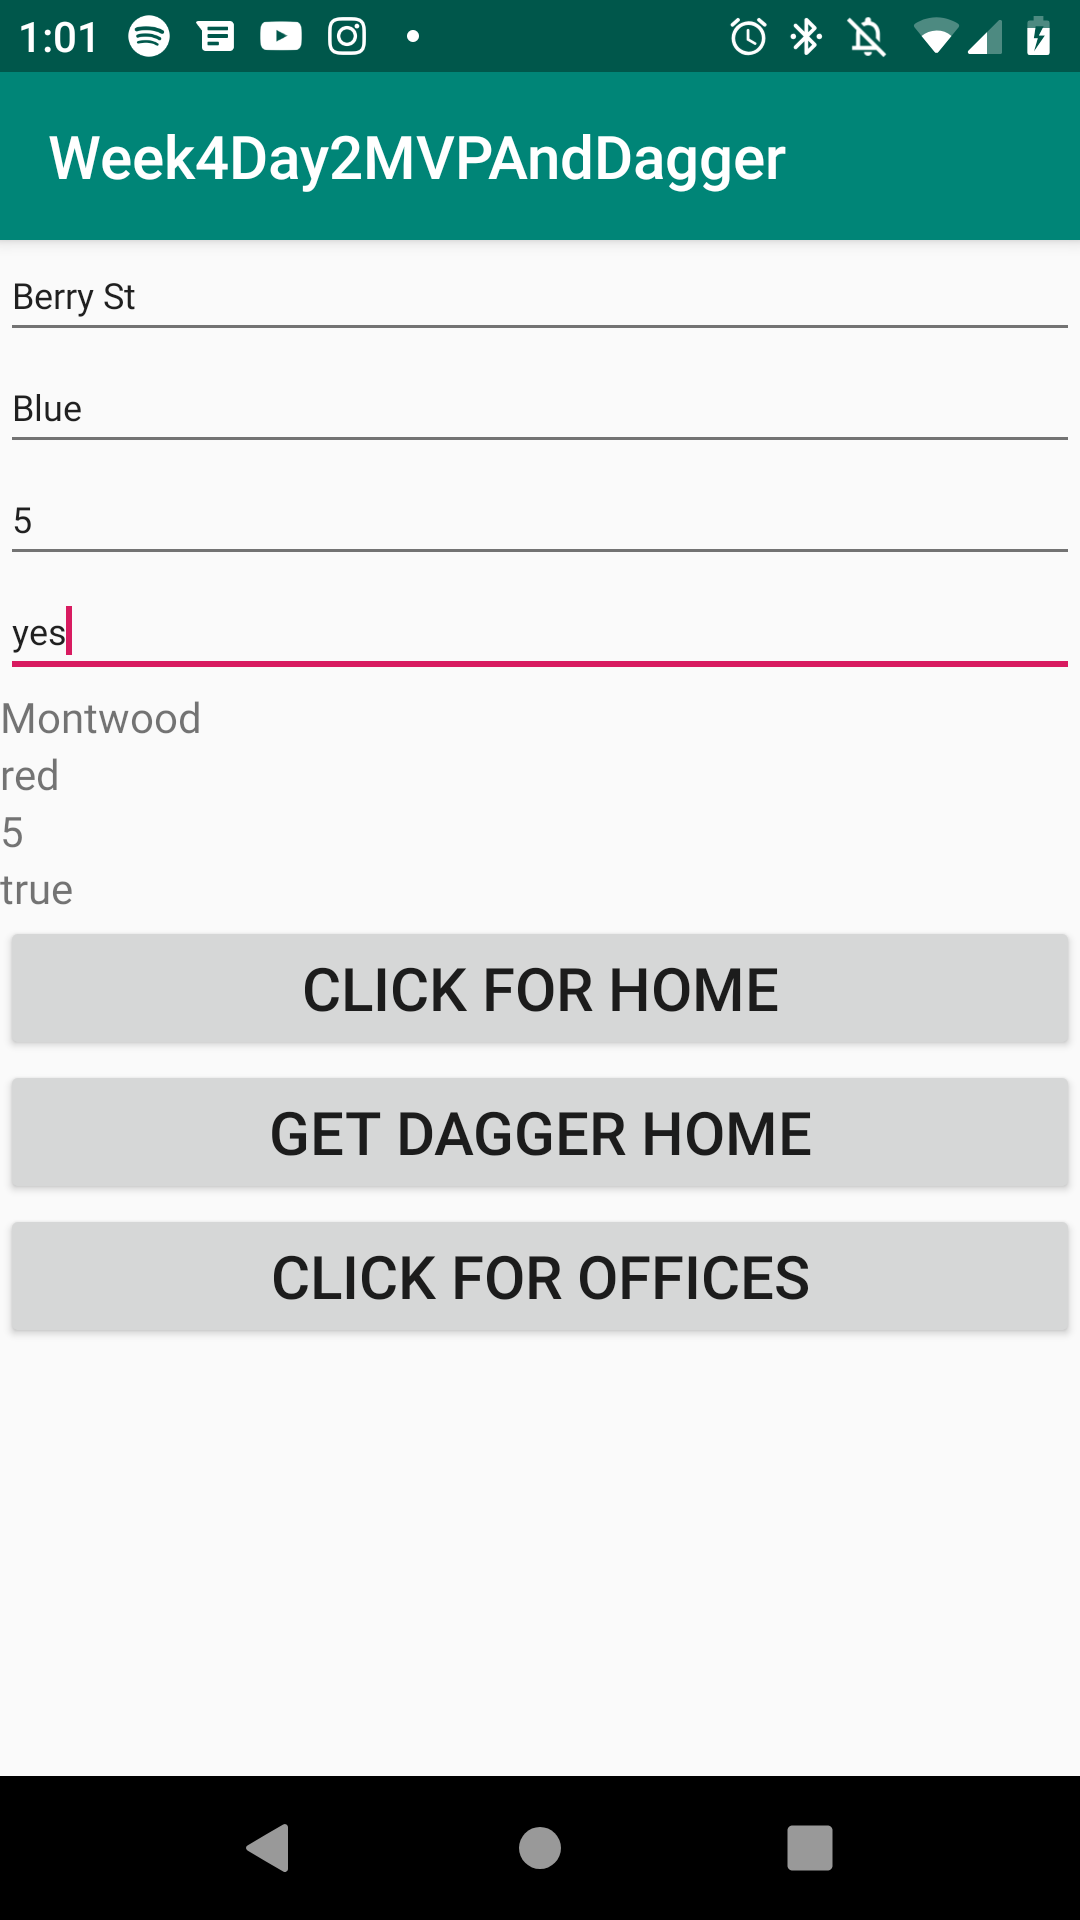 1:01
Week4Day2MVPAndDagger
Berry St
Blue
5
yes
Montwood
red
5
true
CLICK FOR HOME
GET DAGGER HOME
CLICK FOR OFFICES